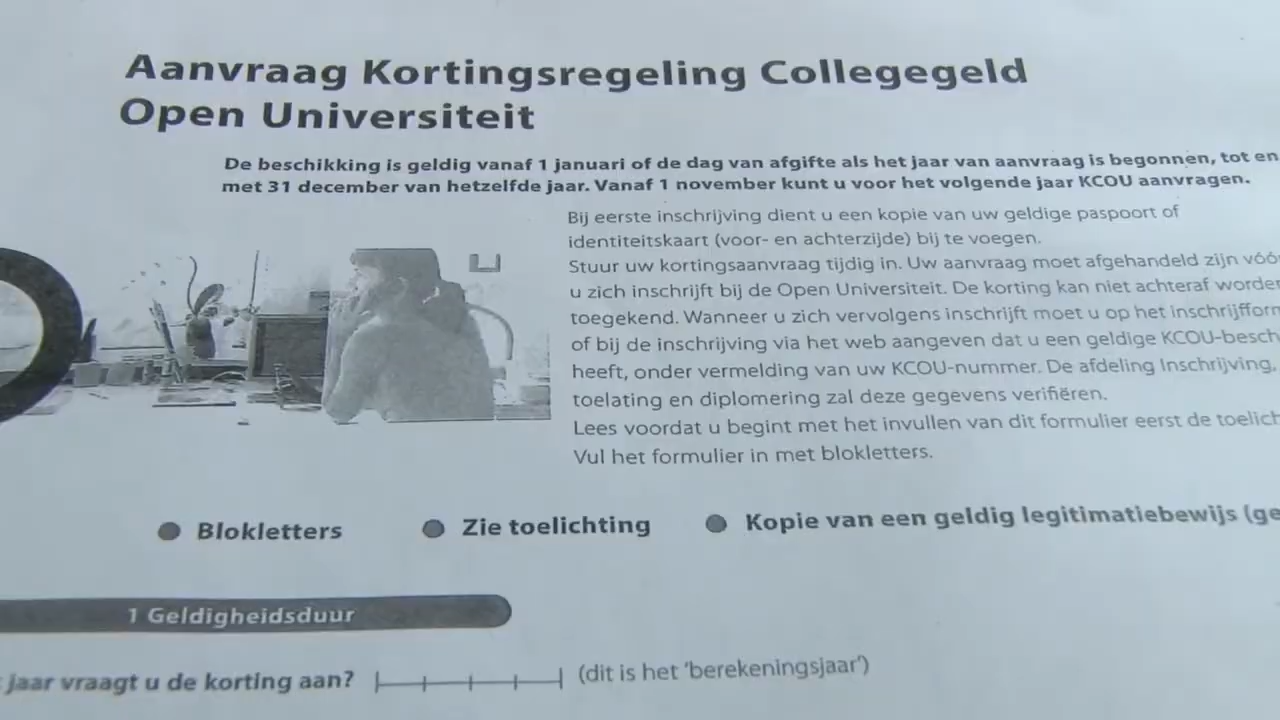 Aanvraag Kortingsregeling Collegegeld
Open Universiteit
De beschikking is geldig vanaf 1 januari of de dag van afgifte als het jaar van aanvraag is begonnen, tot en
met 31 december van hetzelfde jaar. Vanaf 1 november kunt u voor het volgende jaar KCOU aanvragen.
Bij eerste inschrijving dient u een kopie van uw geldige paspoort of
identiteitskaart (voor- en achterzijde) bij te voegen.
Stuur uw kortingsaanvraag tijdig in. Uw aanvraag moet afgehandeld zijn
u zich inschrijft bij de Open Universiteit. De korting kan niet achteraf
toegekend. Wanneer u zich vervolgens inschrijft moet u op het
of bij de inschrijving via het web aangeven dat u een geldige
heeft, onder vermelding van uw KCOU-nummer. De afdeling Inschrijving,
toelating en diplomering zal deze gegevens verifiëren.
Lees voordat u begint met het invullen van dit formulier eerst de
Vul het formulier in met blokletters.
Blokletters Zie toelichting Kopie van een geldig legitimatiebewijs
1 Geldigheidsduur
jaar vraagt u de korting aan? (dit is het 'berekeningsjaar')